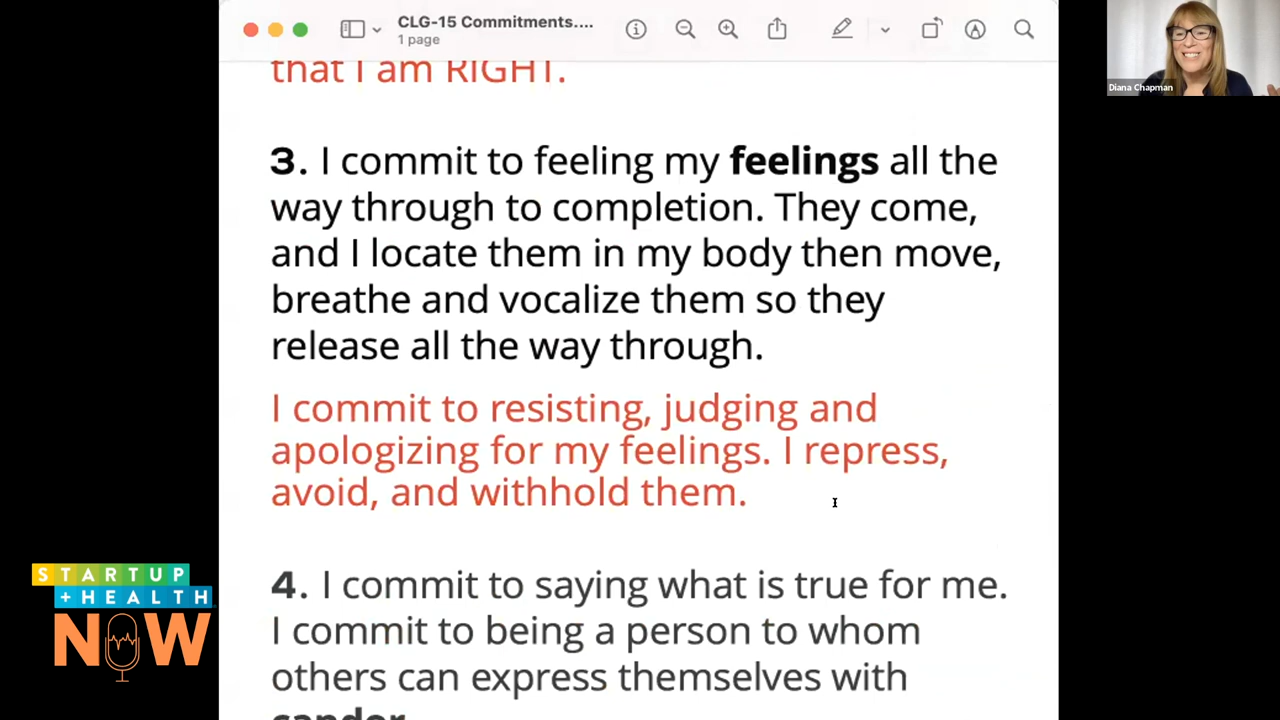 CLG-15 Commitments....
1 page
Diana Chapman
that I am RIGHT.
3. I commit to feeling my feelings all the
way through to completion. They come,
and I locate them in my body then move,
breathe and vocalize them so they
release all the way through.
I commit to resisting, judging and
apologizing for my feelings. I repress,
avoid, and withhold them.
4. I commit to saying what is true for me.
I commit to being a person to whom
others can express themselves with
candor.
STARTUP
+HEALTH
NOW